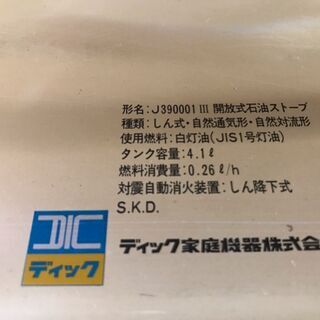 形名：J390001 III 開放式石油ストーブ
種類：しん式・自然通気形・自然対流形
使用燃料：白灯油(JIS1号灯油)
タンク容量：4.1ℓ
燃料消費量：0.26ℓ/h
対震自動消火装置：しん降下式
S.K.D.
DIC
ディック
ディック家庭機器株式会